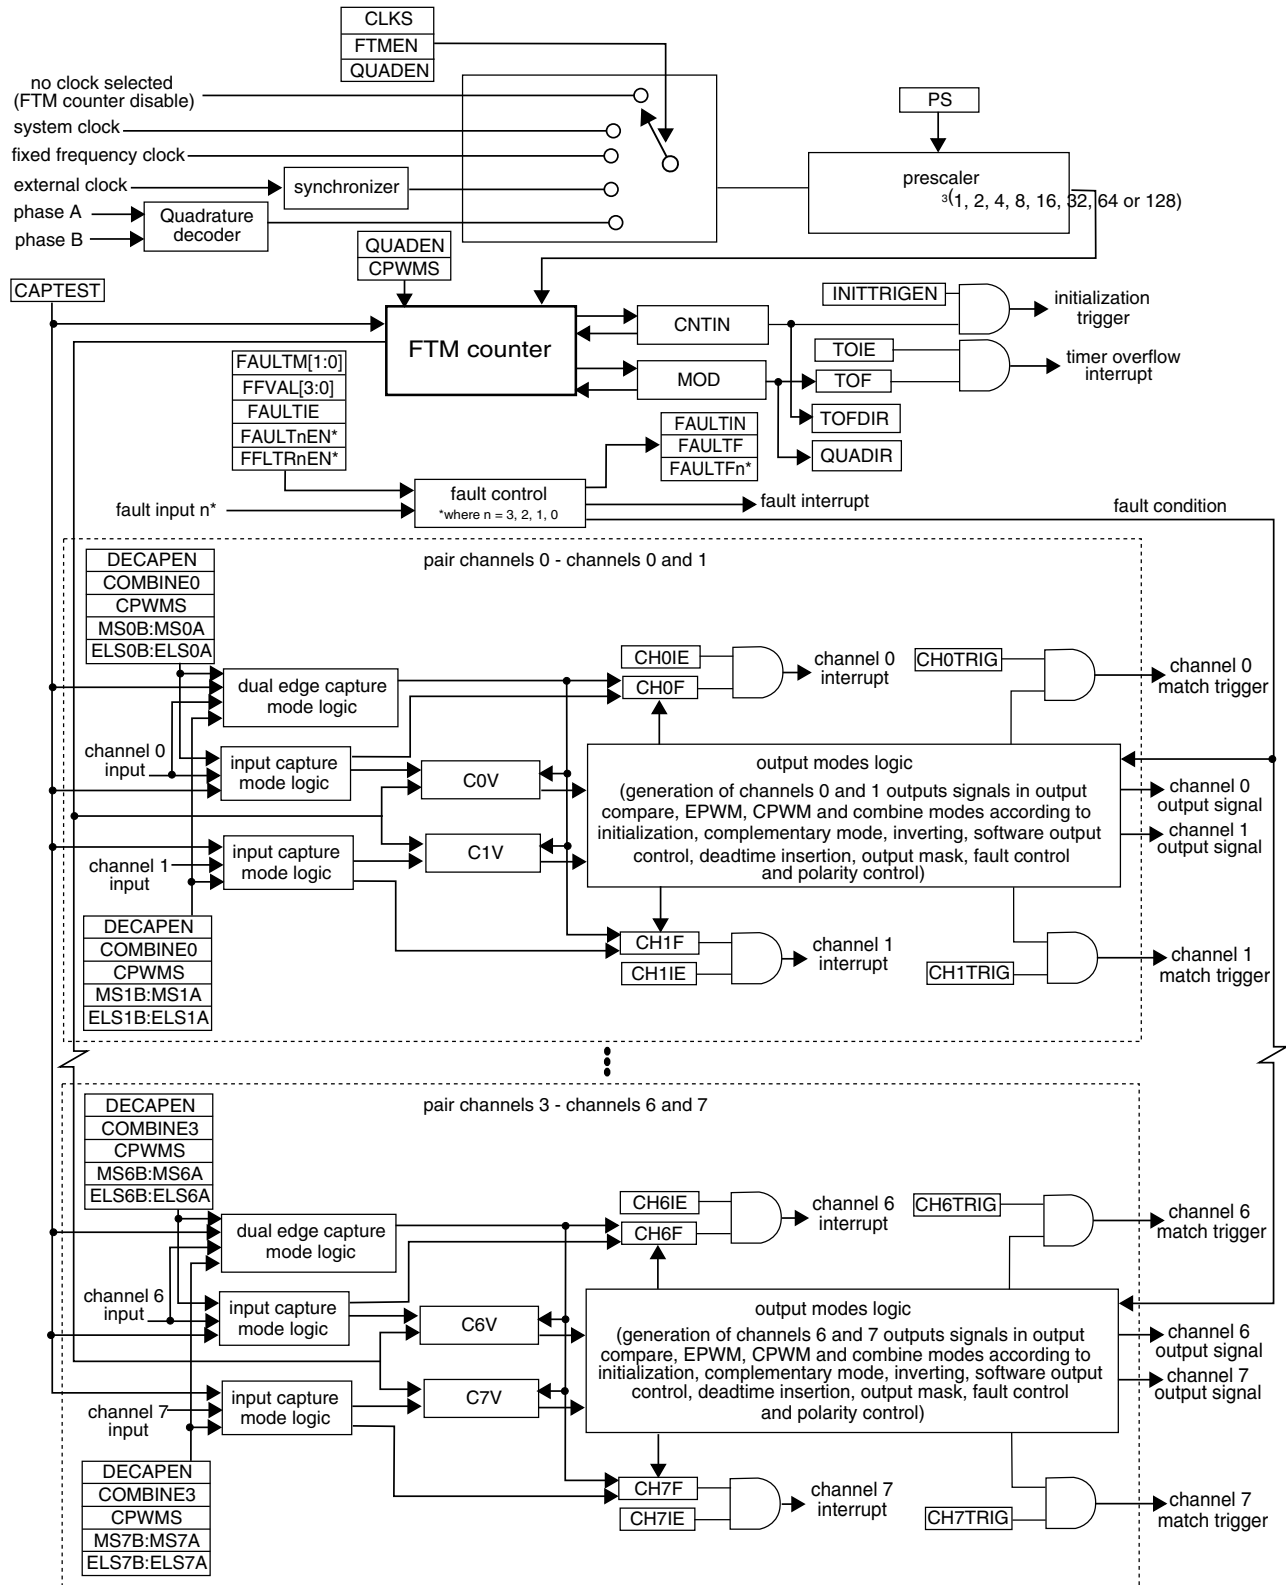 CLKS
FTMEN
QUADEN
no clock selected
(FTM counter disable)
system clock
fixed frequency clock
external clock
synchronizer
phase A
phase B
Quadrature
decoder
PS
prescaler
3(1, 2, 4, 8, 16, 32, 64 or 128)
QUADEN
CPWMS
CAPTEST
FTM counter
CNTIN
MOD
INITTRIGEN
initialization
trigger
TOIE
TOF
timer overflow
interrupt
TOFDIR
QUADIR
FAULTM[1:0]
FFVAL[3:0]
FAULTIE
FAULTnEN*
FFLTRnEN*
FAULTIN
FAULTF
FAULTFn*
fault input n*
fault control
*where n = 3, 2, 1, 0
fault interrupt
fault condition
pair channels 0 - channels 0 and 1
DECAPEN
COMBINE0
CPWMS
MS0B:MS0A
ELS0B:ELS0A
dual edge capture
mode logic
channel 0
input
input capture
mode logic
C0V
channel 1
input
input capture
mode logic
C1V
DECAPEN
COMBINE0
CPWMS
MS1B:MS1A
ELS1B:ELS1A
CH0IE
CH0F
channel 0
interrupt
CH0TRIG
channel 0
match trigger
output modes logic
(generation of channels 0 and 1 outputs signals in output
compare, EPWM, CPWM and combine modes according to
initialization, complementary mode, inverting, software output
control, deadtime insertion, output mask, fault control
and polarity control)
channel 0
output signal
channel 1
output signal
CH1F
CH1IE
channel 1
interrupt
CH1TRIG
channel 1
match trigger
pair channels 3 - channels 6 and 7
DECAPEN
COMBINE3
CPWMS
MS6B:MS6A
ELS6B:ELS6A
dual edge capture
mode logic
channel 6
input
input capture
mode logic
C6V
channel 7
input
input capture
mode logic
C7V
DECAPEN
COMBINE3
CPWMS
MS7B:MS7A
ELS7B:ELS7A
CH6IE
CH6F
channel 6
interrupt
CH6TRIG
channel 6
match trigger
output modes logic
(generation of channels 6 and 7 outputs signals in output
compare, EPWM, CPWM and combine modes according to
initialization, complementary mode, inverting, software output
control, deadtime insertion, output mask, fault control
and polarity control)
channel 6
output signal
channel 7
output signal
CH7F
CH7IE
channel 7
interrupt
CH7TRIG
channel 7
match trigger